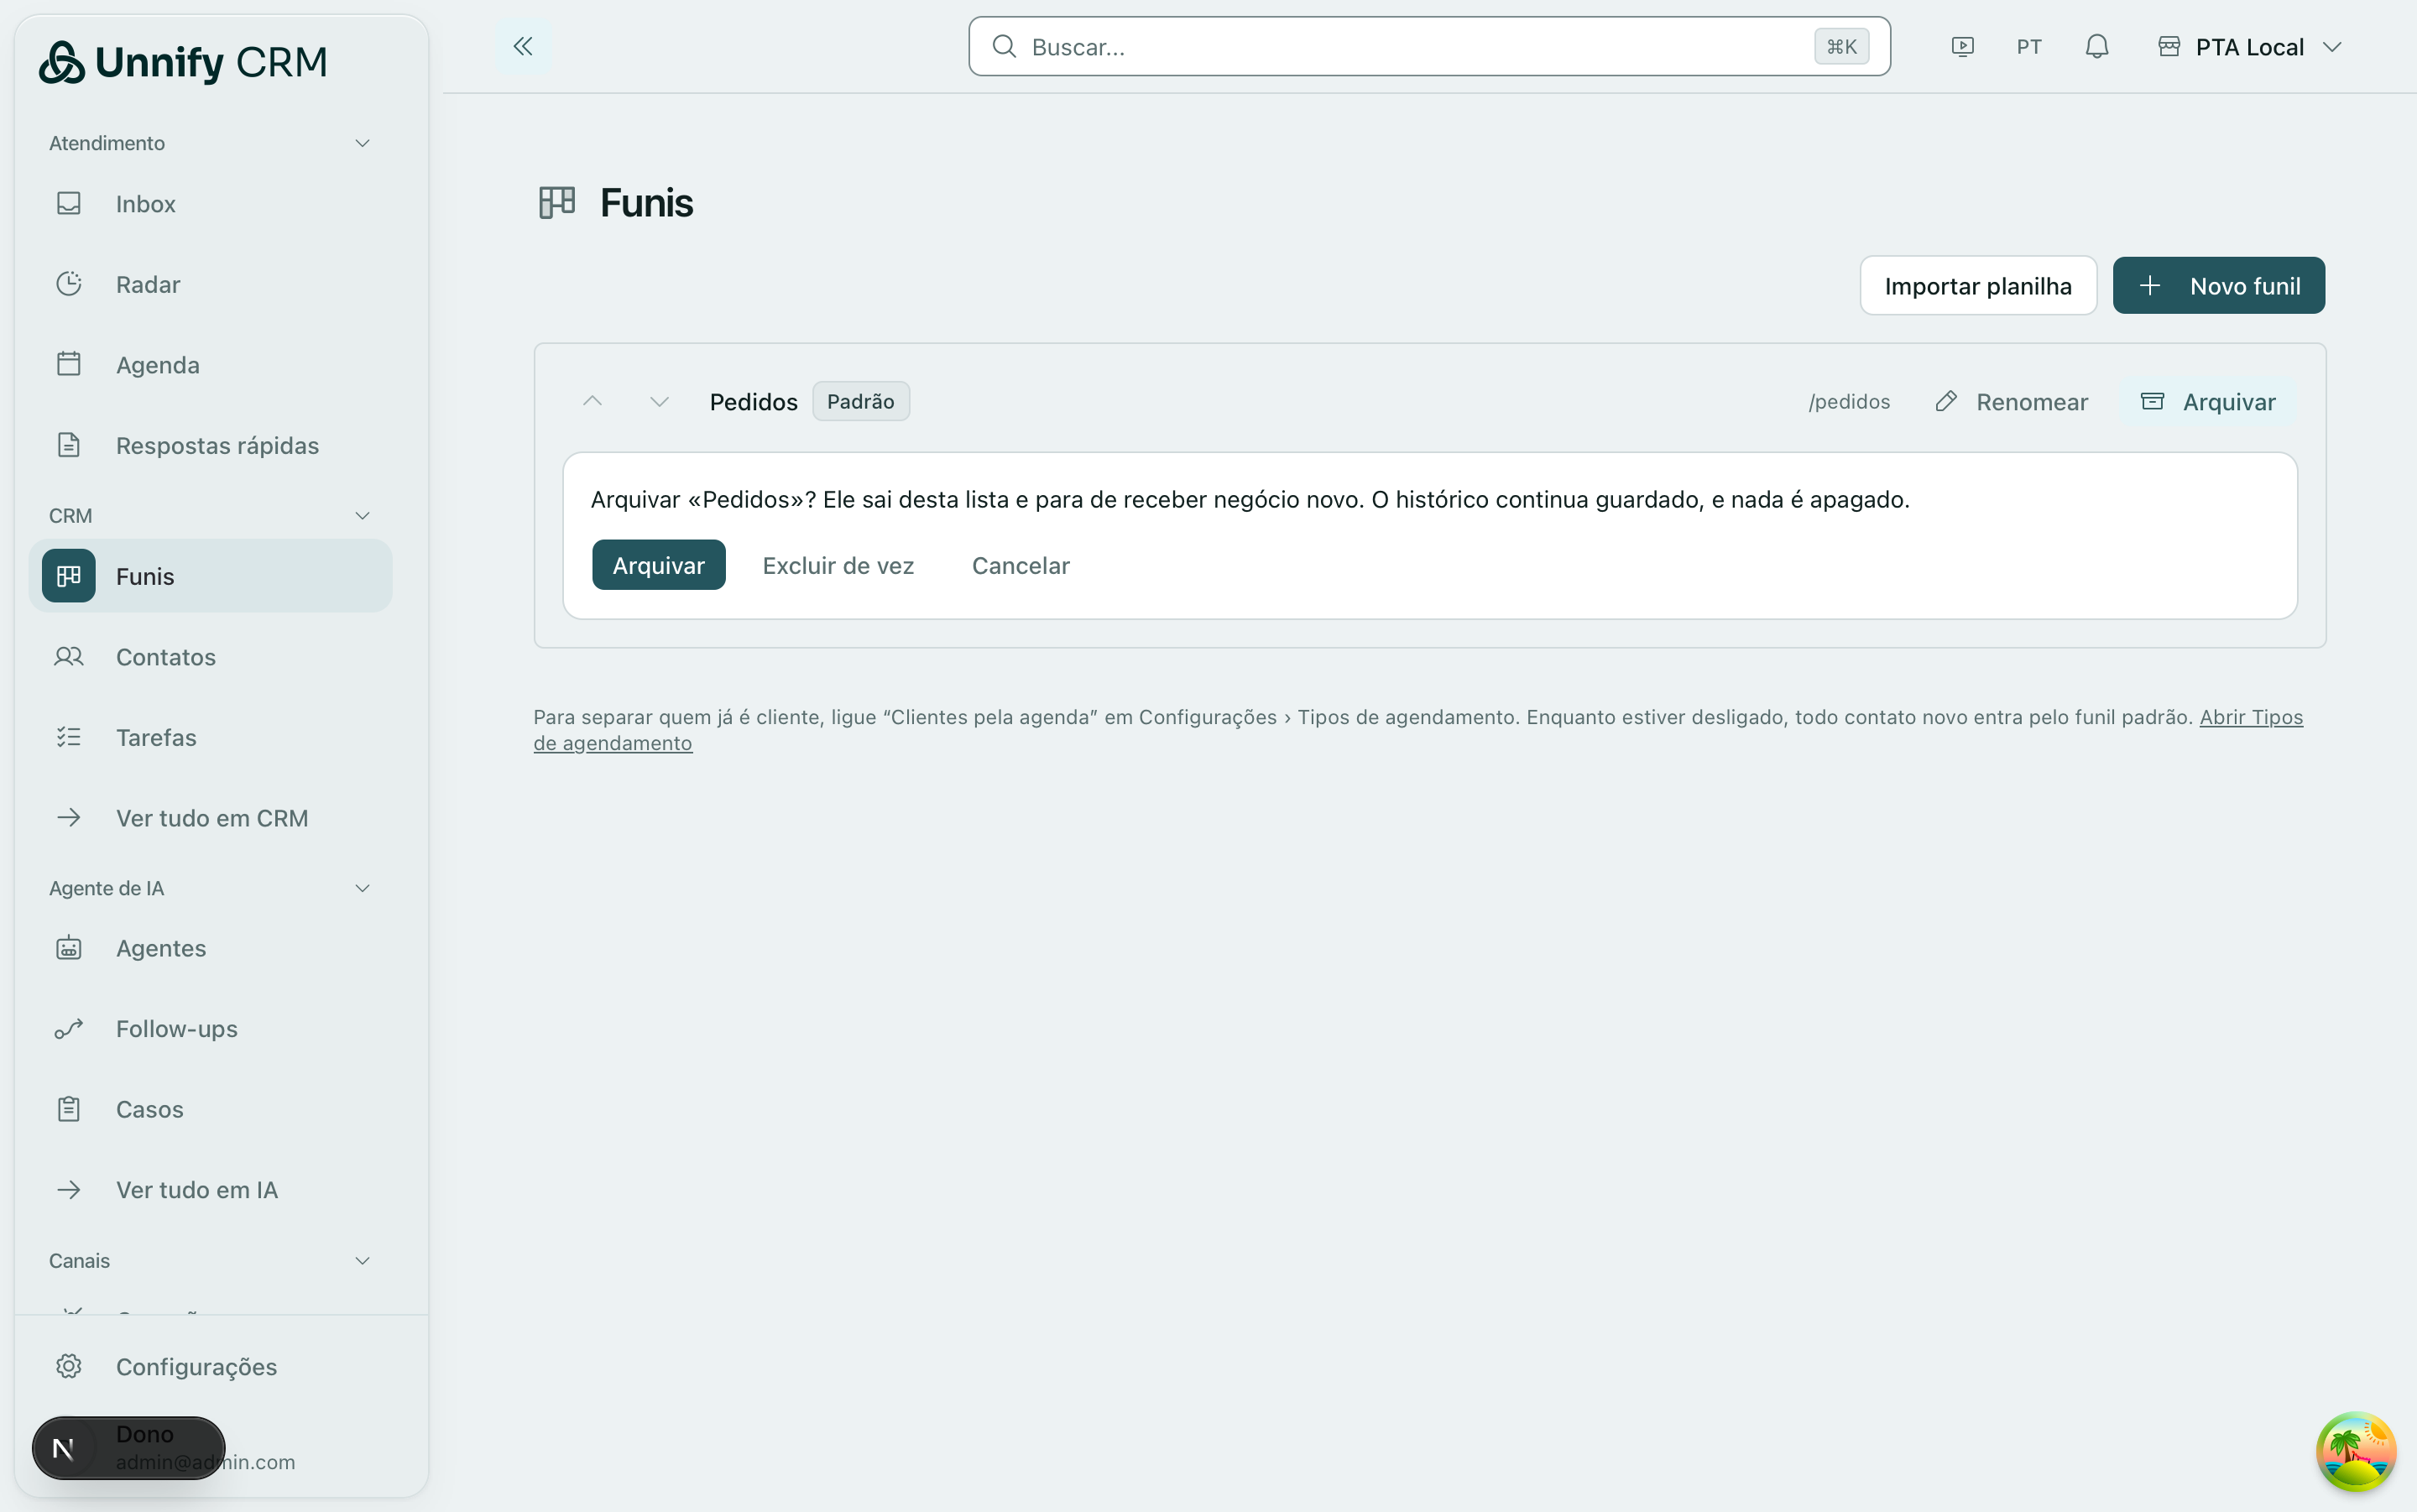 Unnify CRM
Buscar...
⌘K
PT
PTA Local
Atendimento
Inbox
Radar
Agenda
Respostas rápidas
CRM
Funis
Contatos
Tarefas
Ver tudo em CRM
Agente de IA
Agentes
Follow-ups
Casos
Ver tudo em IA
Canais
Configurações
N
Dono
admin@admin.com
Funis
Importar planilha
Novo funil
Pedidos
Padrão
/pedidos
Renomear
Arquivar
Arquivar «Pedidos»? Ele sai desta lista e para de receber negócio novo. O histórico continua guardado, e nada é apagado.
Arquivar
Excluir de vez
Cancelar
Para separar quem já é cliente, ligue “Clientes pela agenda” em Configurações › Tipos de agendamento. Enquanto estiver desligado, todo contato novo entra pelo funil padrão. Abrir Tipos
de agendamento